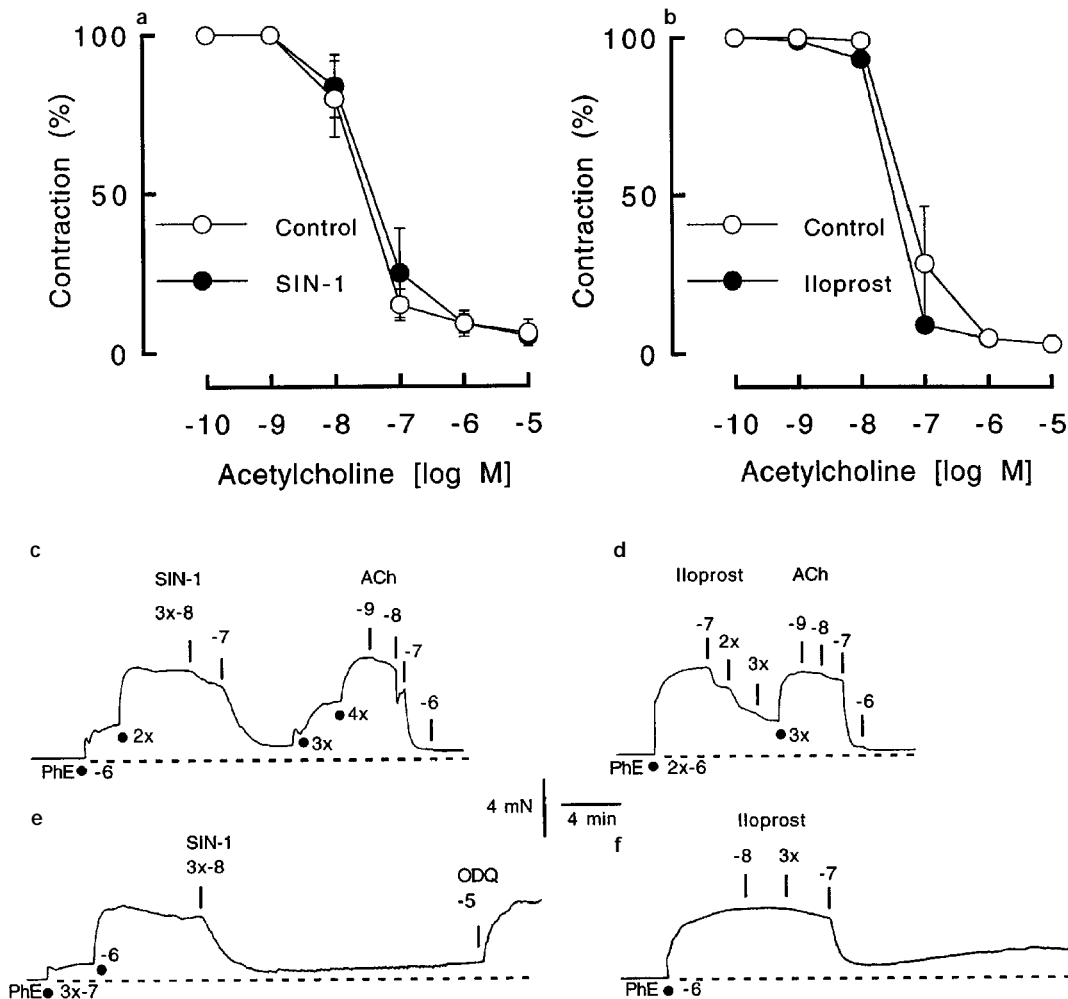 a
100
50
0
Contraction (%)
Control
SIN-1
-10 -9 -8 -7 -6 -5
Acetylcholine [log M]
b
100
50
0
Contraction (%)
Control
Iloprost
-10 -9 -8 -7 -6 -5
Acetylcholine [log M]
c
SIN-1
3x-8
-7
ACh
-9
-8
-7
-6
2x
3x
4x
PhE -6
d
Iloprost
-7
2x
3x
ACh
-9
-8
-7
-6
3x
PhE 2x-6
4 mN
4 min
e
SIN-1
3x-8
ODQ
-5
-6
PhE 3x-7
f
Iloprost
-8
3x
-7
PhE -6